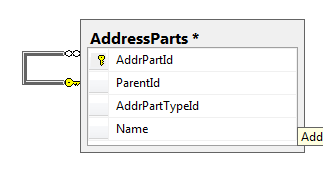 AddressParts *
AddrPartId
ParentId
AddrPartTypeId
Name
Add